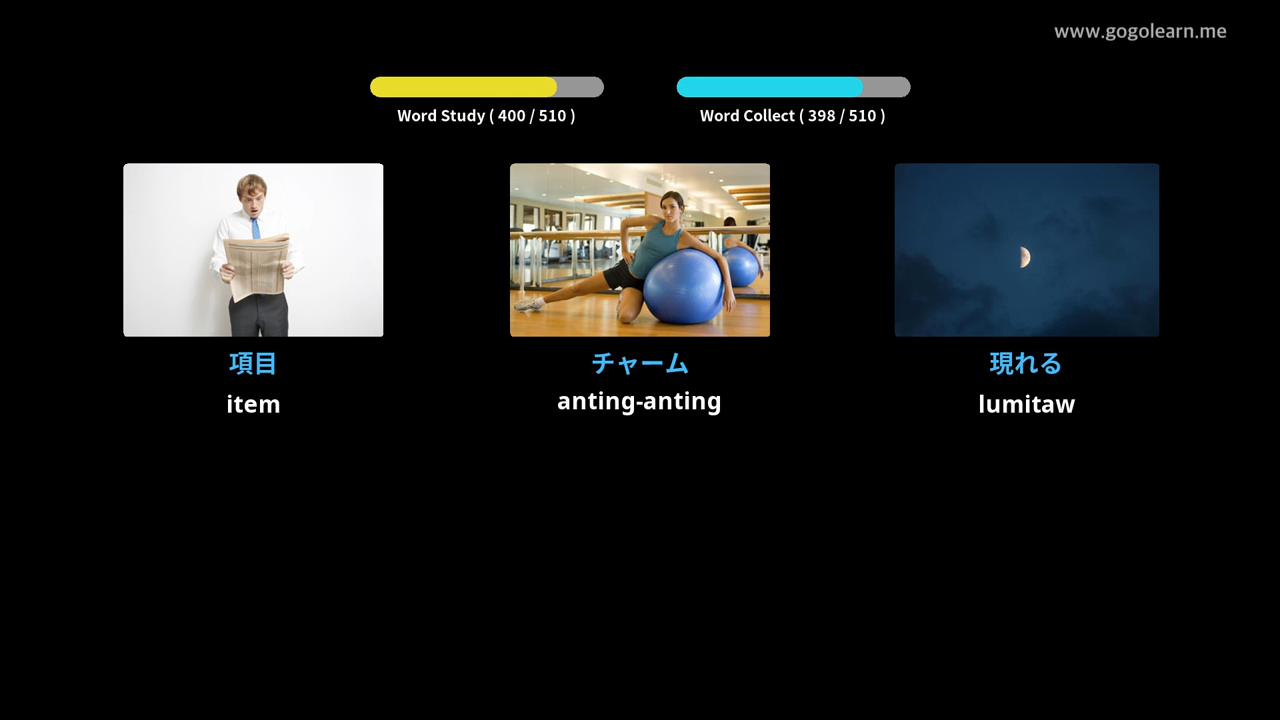 www.gogolearn.me
Word Study ( 400 / 510 )
Word Collect ( 398 / 510 )
項目
チャーム
現れる
item
anting-anting
lumitaw